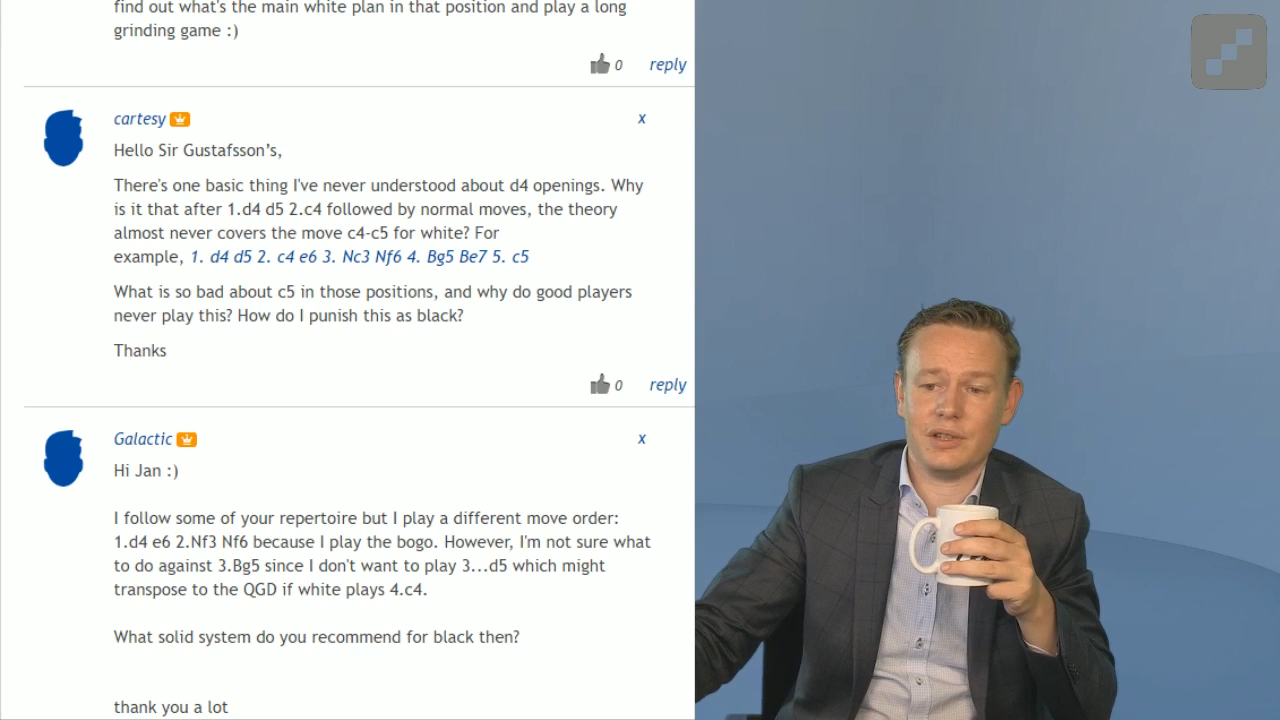 find out what's the main white plan in that position and play a long
grinding game :)
0 reply
cartesy x
Hello Sir Gustafsson’s,
There's one basic thing I've never understood about d4 openings. Why
is it that after 1.d4 d5 2.c4 followed by normal moves, the theory
almost never covers the move c4-c5 for white? For
example, 1. d4 d5 2. c4 e6 3. Nc3 Nf6 4. Bg5 Be7 5. c5
What is so bad about c5 in those positions, and why do good players
never play this? How do I punish this as black?
Thanks
0 reply
Galactic x
Hi Jan :)
I follow some of your repertoire but I play a different move order:
1.d4 e6 2.Nf3 Nf6 because I play the bogo. However, I'm not sure what
to do against 3.Bg5 since I don't want to play 3...d5 which might
transpose to the QGD if white plays 4.c4.
What solid system do you recommend for black then?
thank you a lot